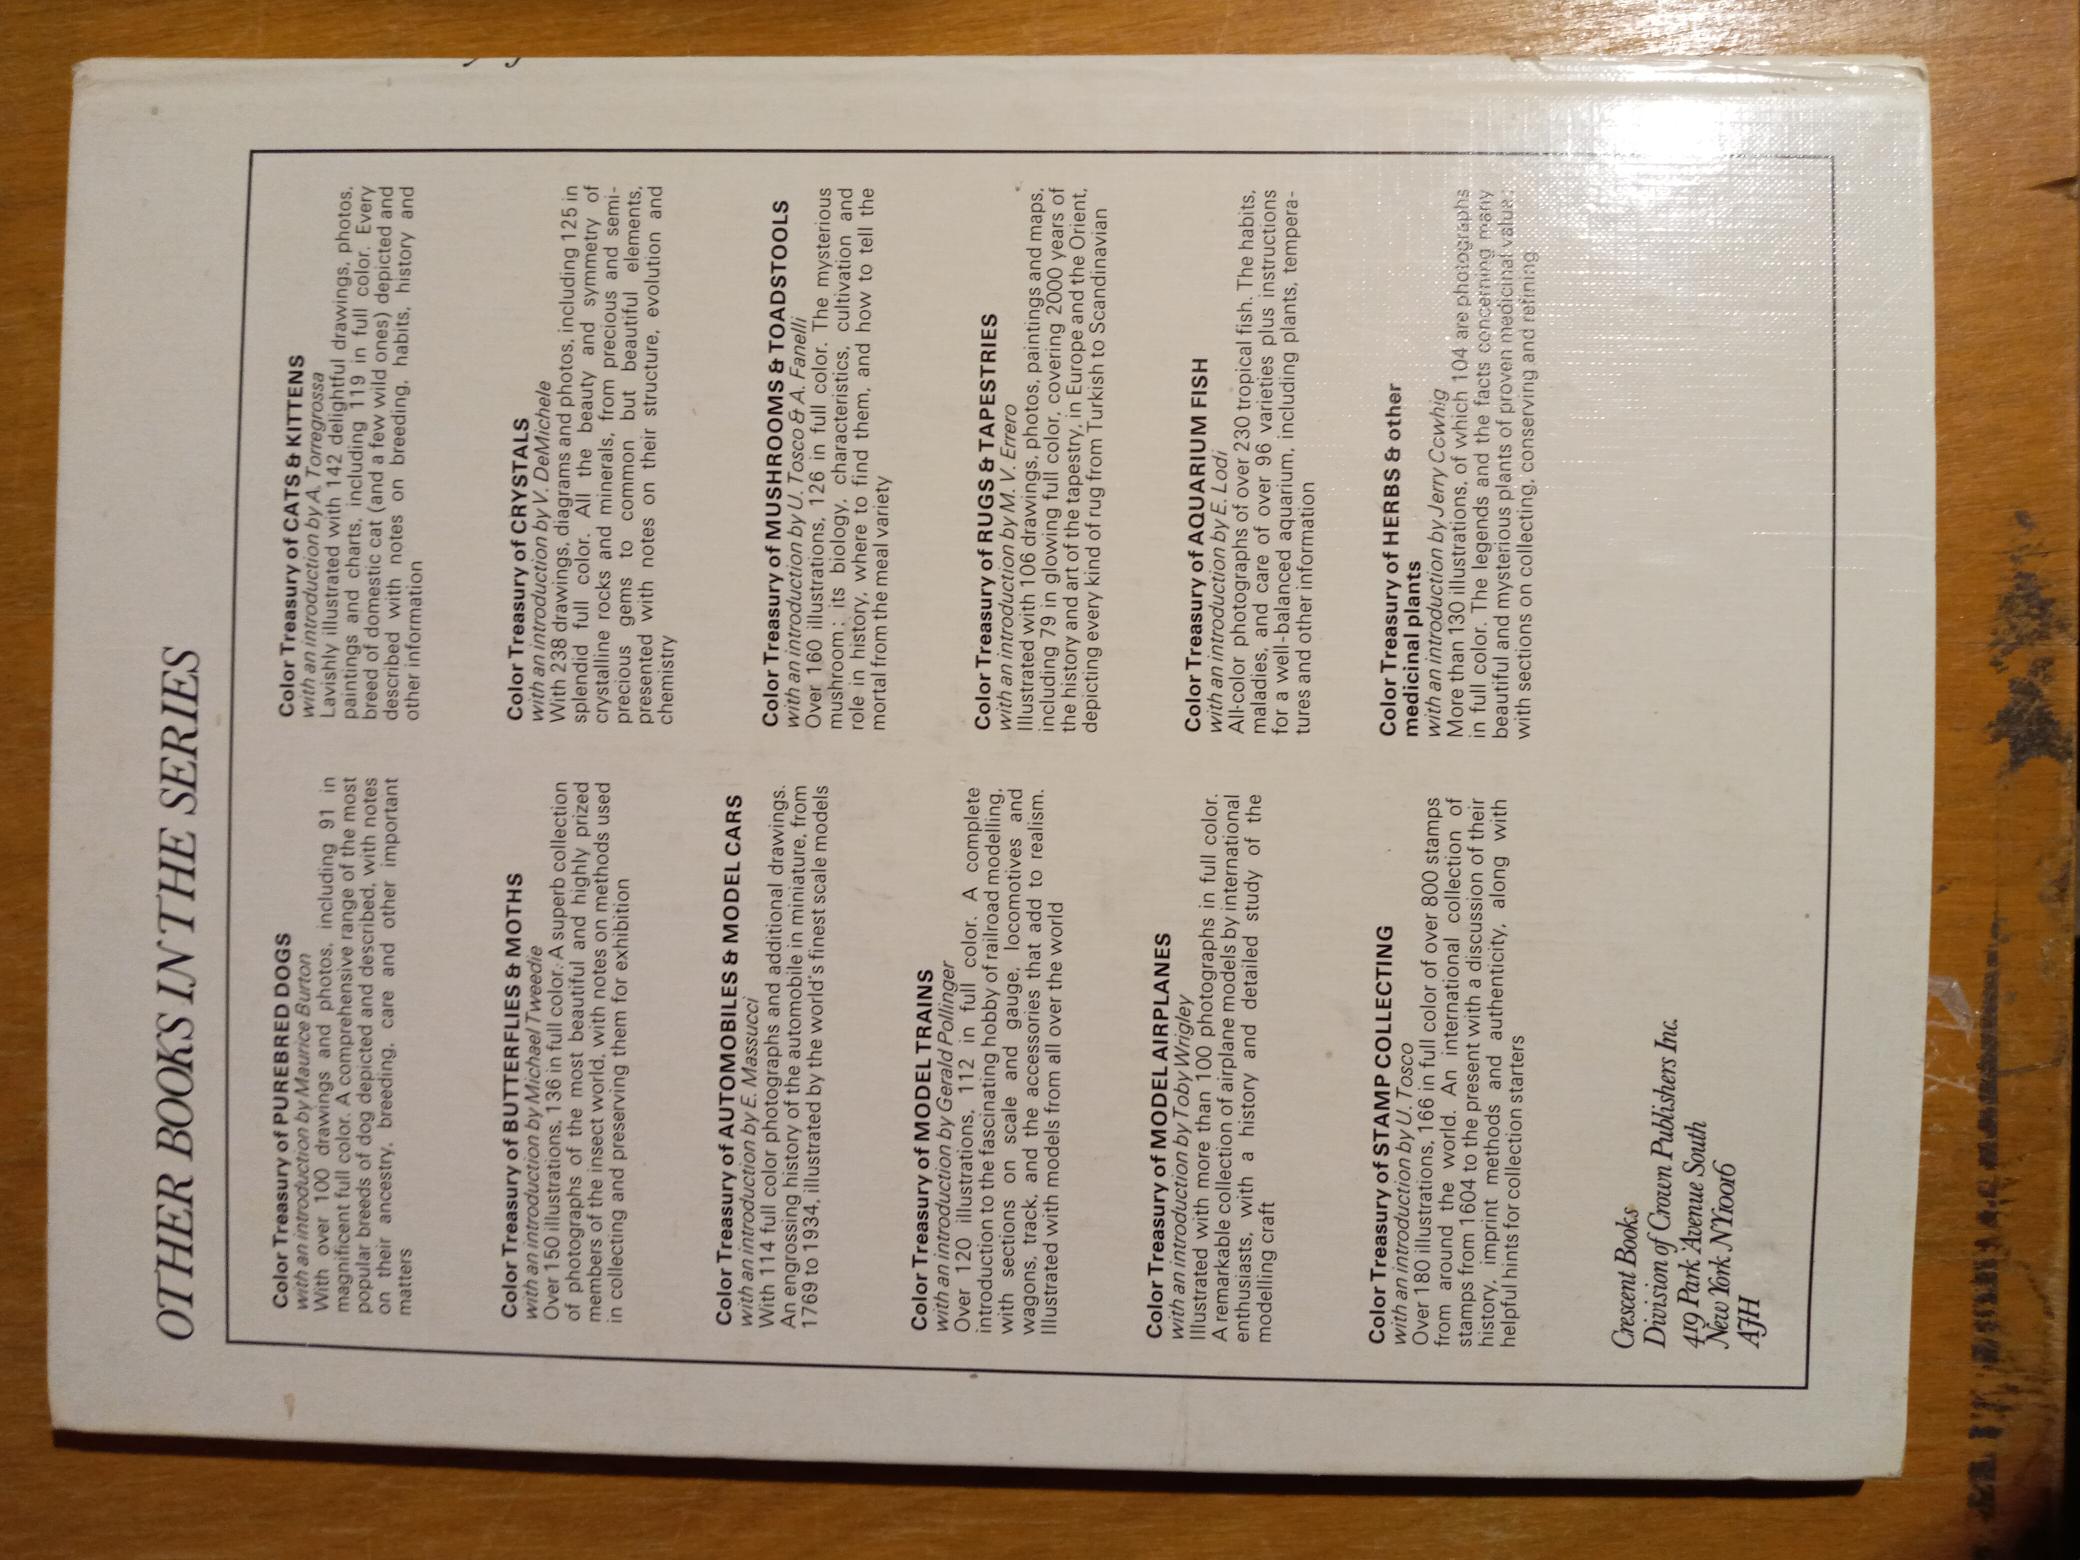 OTHER BOOKS IN THE SERIES
Color Treasury of PUREBRED DOGS
with an introduction by Maurice Burton
With over 100 drawings and photos, including 91 in
magnificent full color. A comprehensive range of the most
popular breeds of dog depicted and described, with notes
on their ancestry, breeding, care and other important
matters
Color Treasury of BUTTERFLIES & MOTHS
with an introduction by Michael Tweedie
Over 150 illustrations, 136 in full color. A superb collection
of photographs of the most beautiful and highly prized
members of the insect world, with notes on methods used
in collecting and preserving them for exhibition
Color Treasury of AUTOMOBILES & MODEL CARS
with an introduction by E. Massucci
With 114 full color photographs and additional drawings.
An engrossing history of the automobile in miniature, from
1769 to 1934, illustrated by the world's finest scale models
Color Treasury of MODEL TRAINS
with an introduction by Gerald Pollinger
Over 120 illustrations, 112 in full color. A complete
introduction to the fascinating hobby of railroad modelling,
with sections on scale and gauge, locomotives and
wagons, track, and the accessories that add to realism.
Illustrated with models from all over the world
Color Treasury of MODEL AIRPLANES
with an introduction by Toby Wrigley
Illustrated with more than 100 photographs in full color.
A remarkable collection of airplane models by international
enthusiasts, with a history and detailed study of the
modelling craft
Color Treasury of STAMP COLLECTING
with an introduction by U. Tosco
Over 180 illustrations, 166 in full color of over 800 stamps
from around the world. An international collection of
stamps from 1604 to the present with a discussion of their
history, imprint methods and authenticity, along with
helpful hints for collection starters
Color Treasury of CATS & KITTENS
with an introduction by A. Torregrossa
Lavishly illustrated with 142 delightful drawings, photos,
paintings and charts, including 119 in full color. Every
breed of domestic cat (and a few wild ones) depicted and
described with notes on breeding, habits, history and
other information
Color Treasury of CRYSTALS
with an introduction by V. DeMichele
With 238 drawings, diagrams and photos, including 125 in
splendid full color. All the beauty and symmetry of
crystalline rocks and minerals, from precious and semi-
precious gems to common but beautiful elements,
presented with notes on their structure, evolution and
chemistry
Color Treasury of MUSHROOMS & TOADSTOOLS
with an introduction by U. Tosco & A. Fanelli
Over 160 illustrations, 126 in full color. The mysterious
mushroom: its biology, characteristics, cultivation and
role in history, where to find them, and how to tell the
mortal from the meal variety
Color Treasury of RUGS & TAPESTRIES
with an introduction by M. V. Errero
Illustrated with 106 drawings, photos, paintings and maps,
including 79 in glowing full color, covering 2000 years of
the history and art of the tapestry, in Europe and the Orient,
depicting every kind of rug from Turkish to Scandinavian
Color Treasury of AQUARIUM FISH
with an introduction by E. Lodi
All-color photographs of over 230 tropical fish. The habits,
maladies, and care of over 96 varieties plus instructions
for a well-balanced aquarium, including plants, tempera-
tures and other information
Color Treasury of HERBS & other
medicinal plants
with an introduction by Jerry Cowhig
More than 130 illustrations, of which 104 are photographs
in full color. The legends and the facts concerning many
beautiful and mysterious plants of proven medicinal value;
with sections on collecting, conserving and refining
Crescent Books
Division of Crown Publishers Inc.
419 Park Avenue South
New York NY10016
AJH